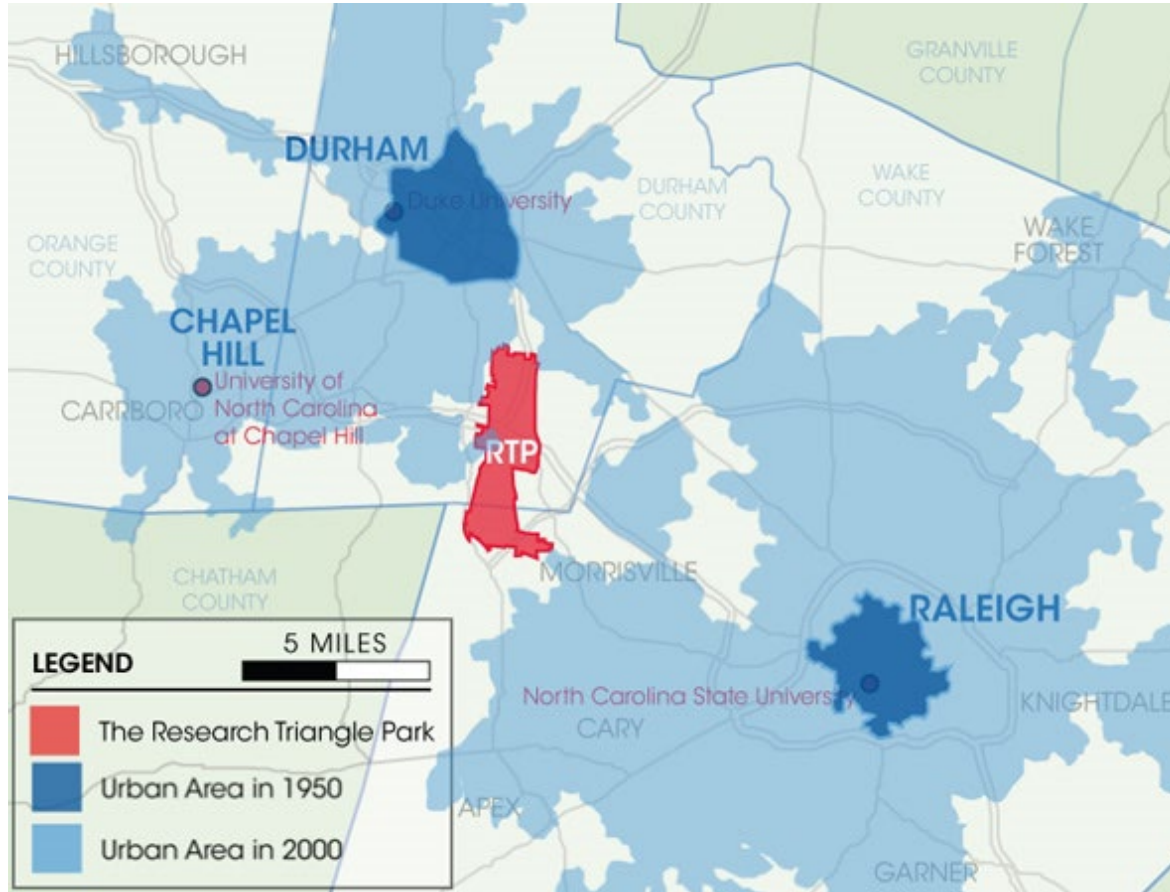 HILLSBOROUGH
GRANVILLE
COUNTY
DURHAM
Duke University
DURHAM
COUNTY
WAKE
COUNTY
WAKE
FOREST
ORANGE
COUNTY
CHAPEL
HILL
University of
North Carolina
at Chapel Hill
CARRBORO
RTP
MORRISVILLE
CHATHAM
COUNTY
RALEIGH
North Carolina State University
CARY
KNIGHTDALE
APEX
GARNER
LEGEND
5 MILES
The Research Triangle Park
Urban Area in 1950
Urban Area in 2000